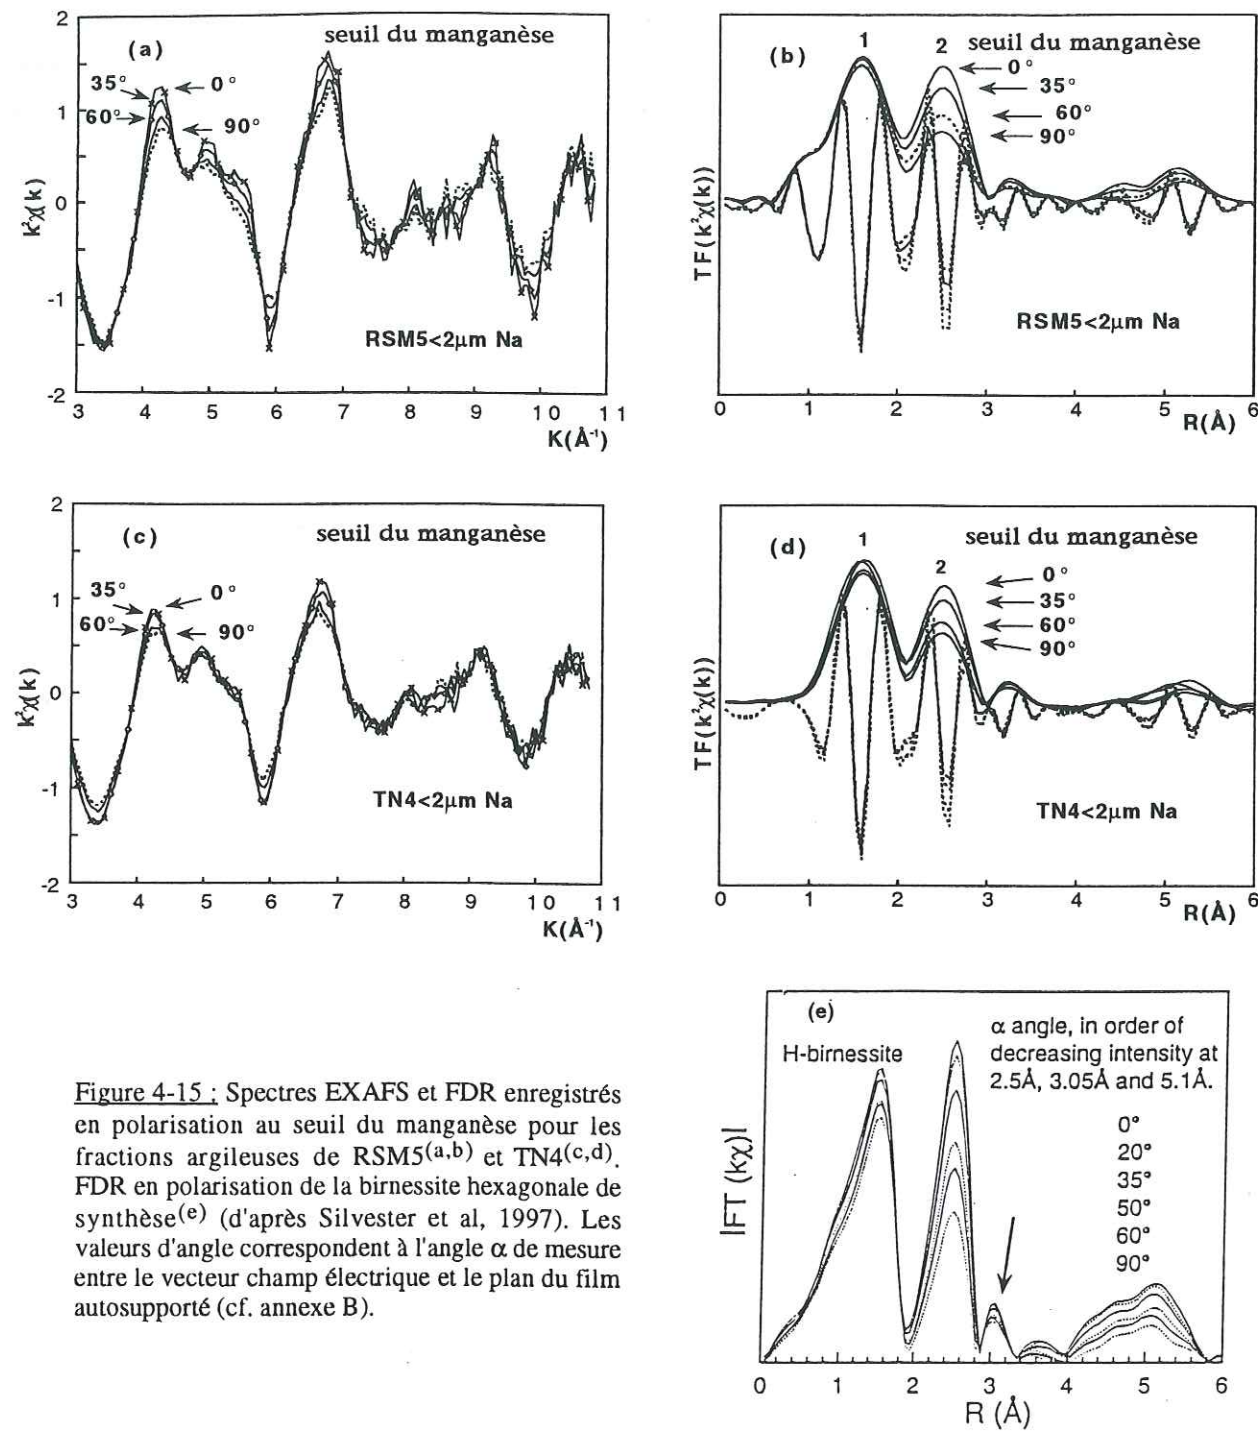 (a)
seuil du manganèse
35°
0°
60°
90°
k²χ(k)
2
1
0
-1
-2
RSM5<2μm Na
3 4 5 6 7 8 9 10 11
K(Å⁻¹)
(b)
1
2
seuil du manganèse
0°
35°
60°
90°
TF(k²χ(k))
RSM5<2μm Na
0 1 2 3 4 5 6
R(Å)
(c)
seuil du manganèse
35°
0°
60°
90°
k²χ(k)
2
1
0
-1
-2
TN4<2μm Na
3 4 5 6 7 8 9 10 11
K(Å⁻¹)
(d)
1
2
seuil du manganèse
0°
35°
60°
90°
TF(k²χ(k))
TN4<2μm Na
0 1 2 3 4 5 6
R(Å)
Figure 4-15 : Spectres EXAFS et FDR enregistrés
en polarisation au seuil du manganèse pour les
fractions argileuses de RSM5(a,b) et TN4(c,d).
FDR en polarisation de la birnessite hexagonale de
synthèse(e) (d'après Silvester et al, 1997). Les
valeurs d'angle correspondent à l'angle α de mesure
entre le vecteur champ électrique et le plan du film
autosupporté (cf. annexe B).
(e)
H-birnessite
α angle, in order of
decreasing intensity at
2.5Å, 3.05Å and 5.1Å.
0°
20°
35°
50°
60°
90°
|FT (kχ)|
0 1 2 3 4 5 6
R (Å)